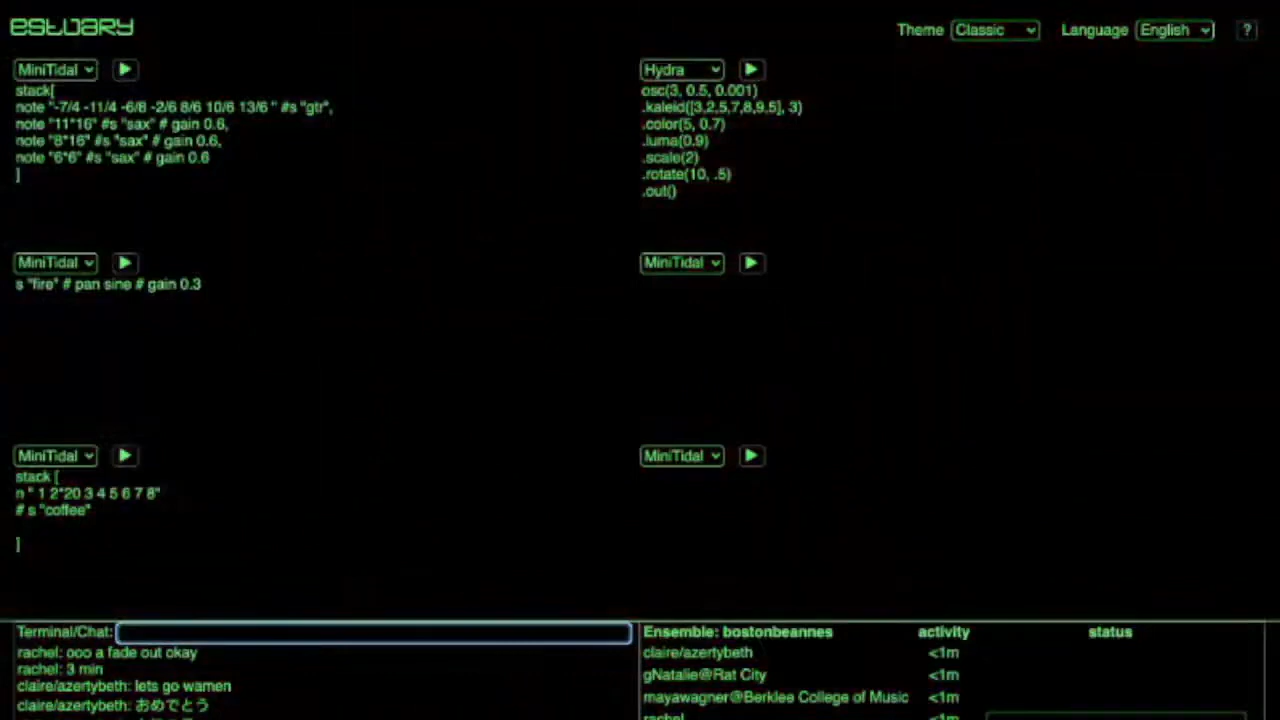 estuary
Theme Classic Language English ?
MiniTidal
stack[
note "-7/4 -11/4 -6/8 -2/6 8/6 10/6 13/6 " #s "gtr",
note "11*16" #s "sax" # gain 0.6,
note "8*16" #s "sax" # gain 0.6,
note "6*6" #s "sax" # gain 0.6
]
Hydra
osc(3, 0.5, 0.001)
.kaleid([3,2,5,7,8,9.5], 3)
.color(5, 0.7)
.luma(0.9)
.scale(2)
.rotate(10, .5)
.out()
MiniTidal
s "fire" # pan sine # gain 0.3
MiniTidal
MiniTidal
stack [
n " 1 2*20 3 4 5 6 7 8"
# s "coffee"
]
MiniTidal
Terminal/Chat:
rachel: ooo a fade out okay
rachel: 3 min
claire/azertybeth: lets go wamen
claire/azertybeth: おめでとう
Ensemble: bostonbeannes activity status
claire/azertybeth <1m
gNatalie@Rat City <1m
mayawagner@Berklee College of Music <1m
rachel <1m